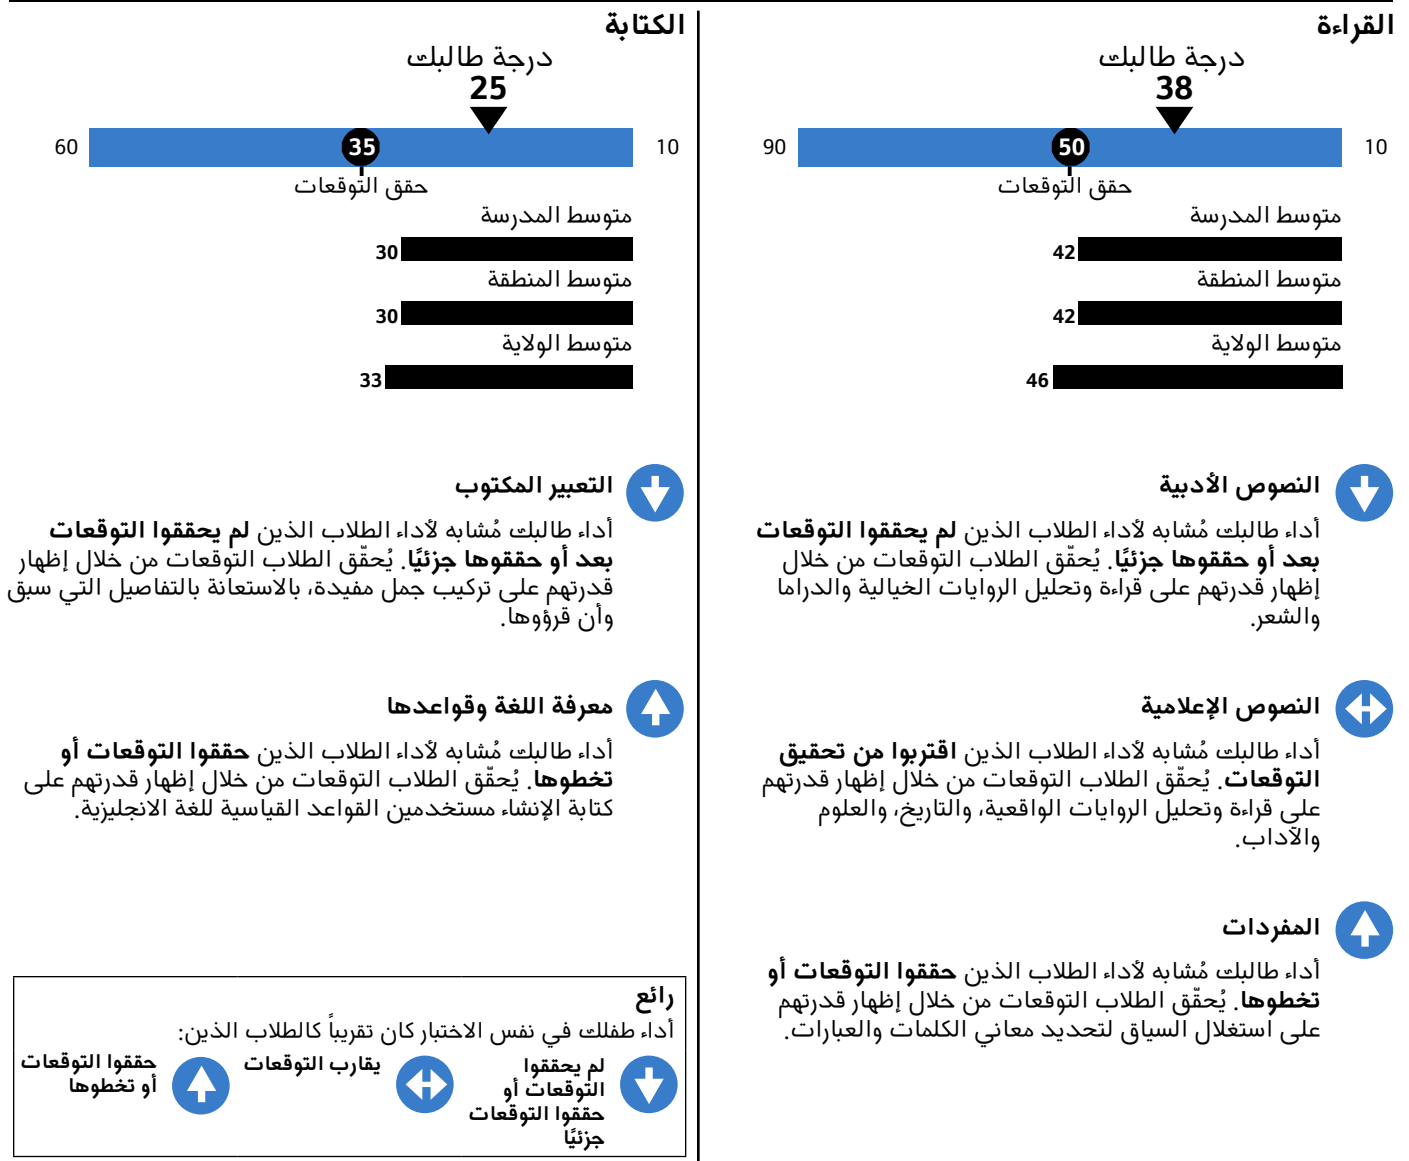 القراءة
درجة طالبك
38
10
90
50
حقق التوقعات
متوسط المدرسة
42
متوسط المنطقة
42
متوسط الولاية
46
النصوص الأدبية
أداء طالبك مُشابه لأداء الطلاب الذين لم يحققوا التوقعات
بعد أو حققوها جزئيًا. يُحقّق الطلاب التوقعات من خلال
إظهار قدرتهم على قراءة وتحليل الروايات الخيالية والدراما
والشعر.
النصوص الإعلامية
أداء طالبك مُشابه لأداء الطلاب الذين اقتربوا من تحقيق
التوقعات. يُحقّق الطلاب التوقعات من خلال إظهار قدرتهم
على قراءة وتحليل الروايات الواقعية، والتاريخ، والعلوم
والآداب.
المفردات
أداء طالبك مُشابه لأداء الطلاب الذين حققوا التوقعات أو
تخطوها. يُحقّق الطلاب التوقعات من خلال إظهار قدرتهم
على استغلال السياق لتحديد معاني الكلمات والعبارات.
الكتابة
درجة طالبك
25
10
60
35
حقق التوقعات
متوسط المدرسة
30
متوسط المنطقة
30
متوسط الولاية
33
التعبير المكتوب
أداء طالبك مُشابه لأداء الطلاب الذين لم يحققوا التوقعات
بعد أو حققوها جزئيًا. يُحقّق الطلاب التوقعات من خلال إظهار
قدرتهم على تركيب جمل مفيدة، بالاستعانة بالتفاصيل التي سبق
وأن قرؤوها.
معرفة اللغة وقواعدها
أداء طالبك مُشابه لأداء الطلاب الذين حققوا التوقعات أو
تخطوها. يُحقّق الطلاب التوقعات من خلال إظهار قدرتهم على
كتابة الإنشاء مستخدمين القواعد القياسية للغة الانجليزية.
رائع
أداء طفلك في نفس الاختبار كان تقريباً كالطلاب الذين:
لم يحققوا
التوقعات أو
حققوا التوقعات
جزئيًا
يقارب التوقعات
حققوا التوقعات
أو تخطوها